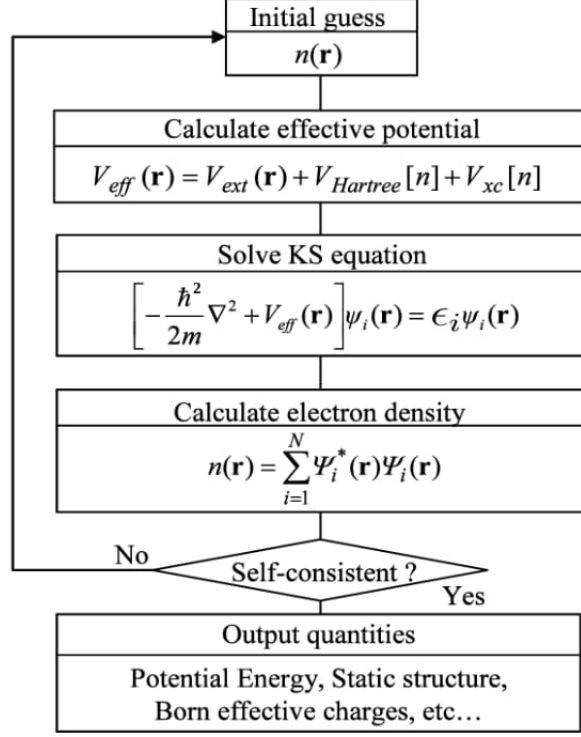 Initial guess
n(r)
Calculate effective potential
V_eff (r) = V_ext (r) + V_Hartree [n] + V_xc [n]
Solve KS equation
[-ħ²/2m ∇² + V_eff (r)] ψ_i (r) = ϵ_i ψ_i (r)
Calculate electron density
n(r) = ∑_{i=1}^{N} Ψ_i^* (r) Ψ_i (r)
No
Self-consistent ?
Yes
Output quantities
Potential Energy, Static structure,
Born effective charges, etc…